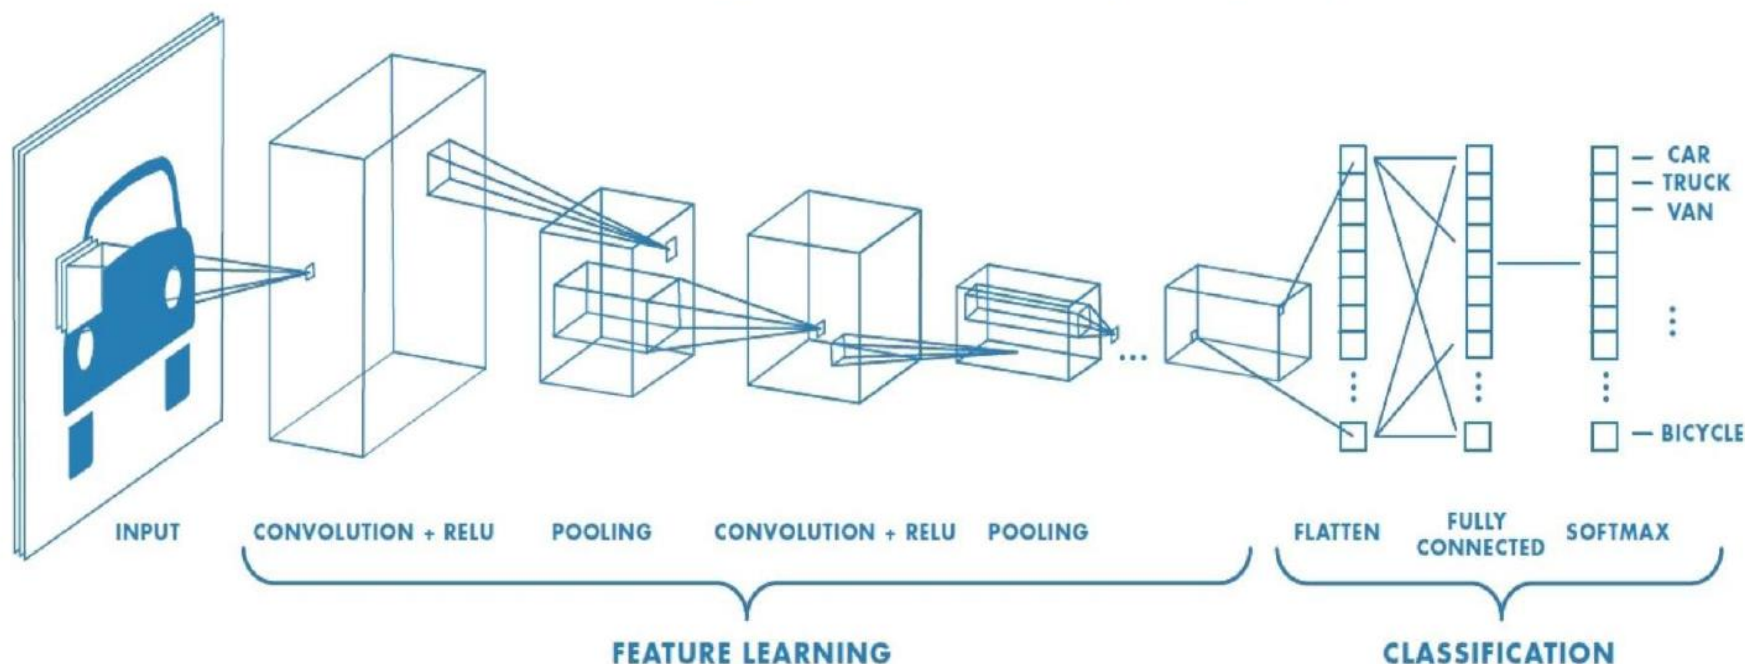 CAR
TRUCK
VAN
BICYCLE
INPUT
CONVOLUTION + RELU
POOLING
CONVOLUTION + RELU
POOLING
FLATTEN
FULLY
CONNECTED
SOFTMAX
FEATURE LEARNING
CLASSIFICATION